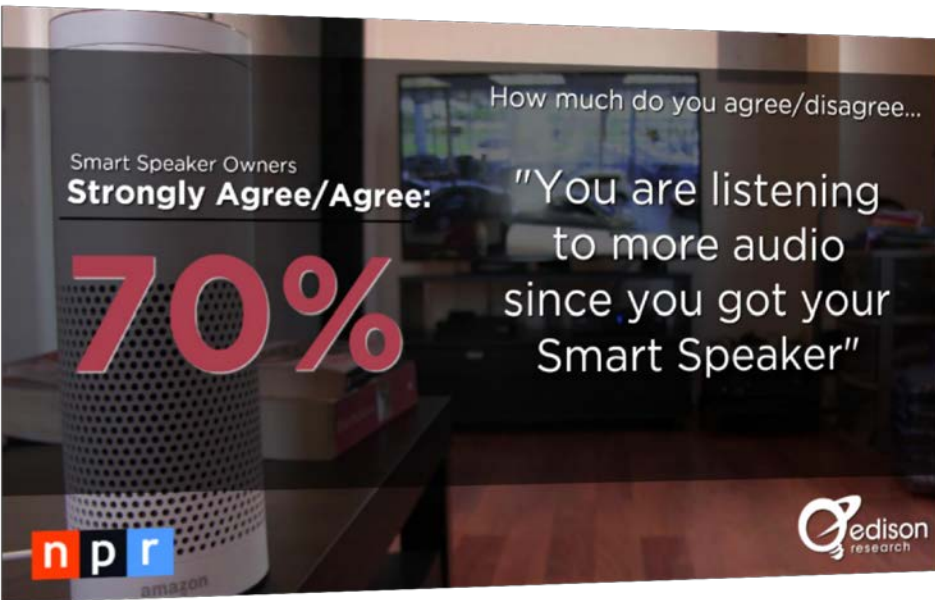 How much do you agree/disagree...
Smart Speaker Owners
Strongly Agree/Agree:
70%
"You are listening
to more audio
since you got your
Smart Speaker"
npr
edison
research
amazon